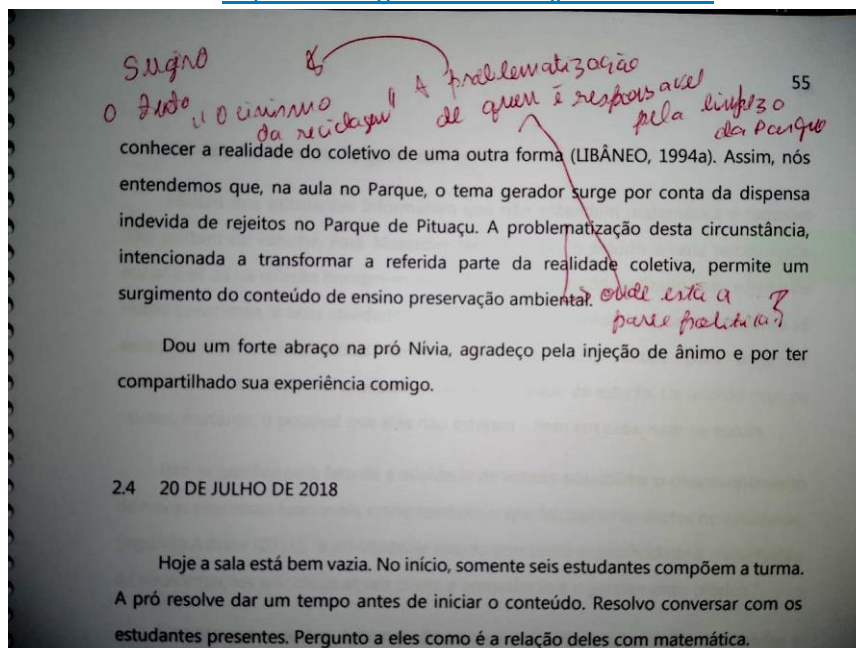 Sugiro
o texto "O cinismo
da reciclagem"
A problematização
de quem é responsavel
pela limpeza
da Parque
55
conhecer a realidade do coletivo de uma outra forma (LIBÂNEO, 1994a). Assim, nós
entendemos que, na aula no Parque, o tema gerador surge por conta da dispensa
indevida de rejeitos no Parque de Pituaçu. A problematização desta circunstância,
intencionada a transformar a referida parte da realidade coletiva, permite um
surgimento do conteúdo de ensino preservação ambiental.
onde está a
parte política?
Dou um forte abraço na pró Nívia, agradeço pela injeção de ânimo e por ter
compartilhado sua experiência comigo.
2.4 20 DE JULHO DE 2018
Hoje a sala está bem vazia. No início, somente seis estudantes compõem a turma.
A pró resolve dar um tempo antes de iniciar o conteúdo. Resolvo conversar com os
estudantes presentes. Pergunto a eles como é a relação deles com matemática.